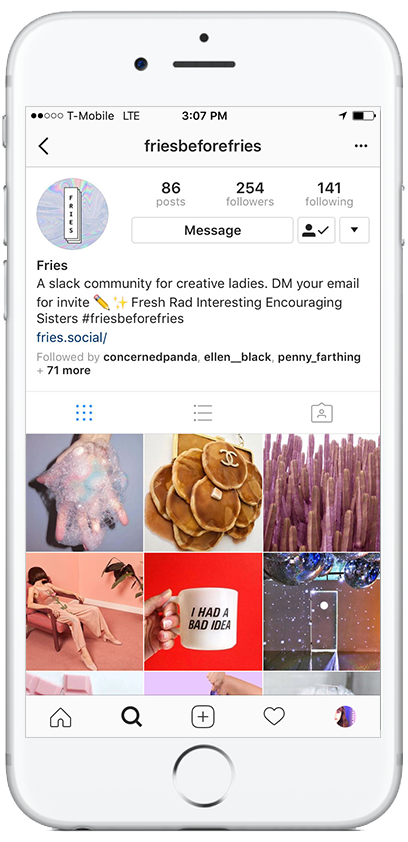 T-Mobile LTE 3:07 PM
friesbeforefries
86 254 141
posts followers following
FRIES
Message
Fries
A slack community for creative ladies. DM your email
for invite ✏️ ✨ Fresh Rad Interesting Encouraging
Sisters #friesbeforefries
fries.social/
Followed by concernedpanda, ellen__black, penny_farthing
+ 71 more
I HAD A
BAD IDEA